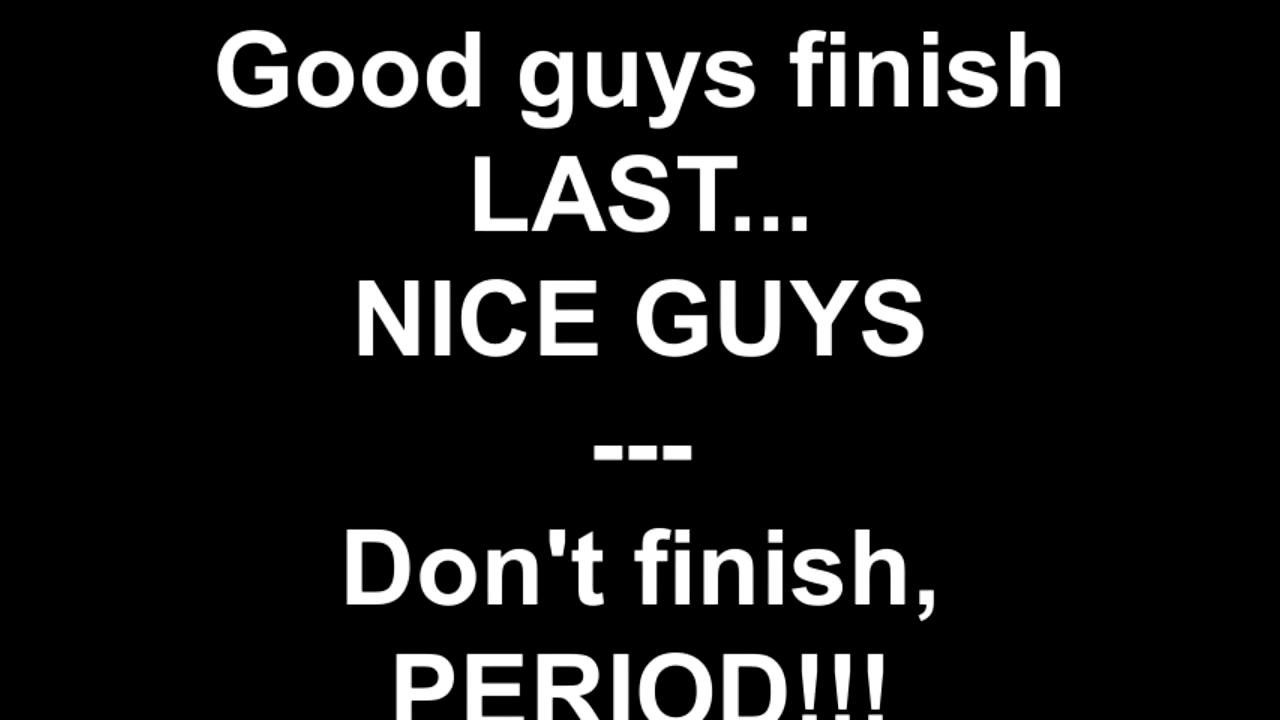 Good guys finish
LAST...
NICE GUYS
---
Don't finish,
PERIOD!!!